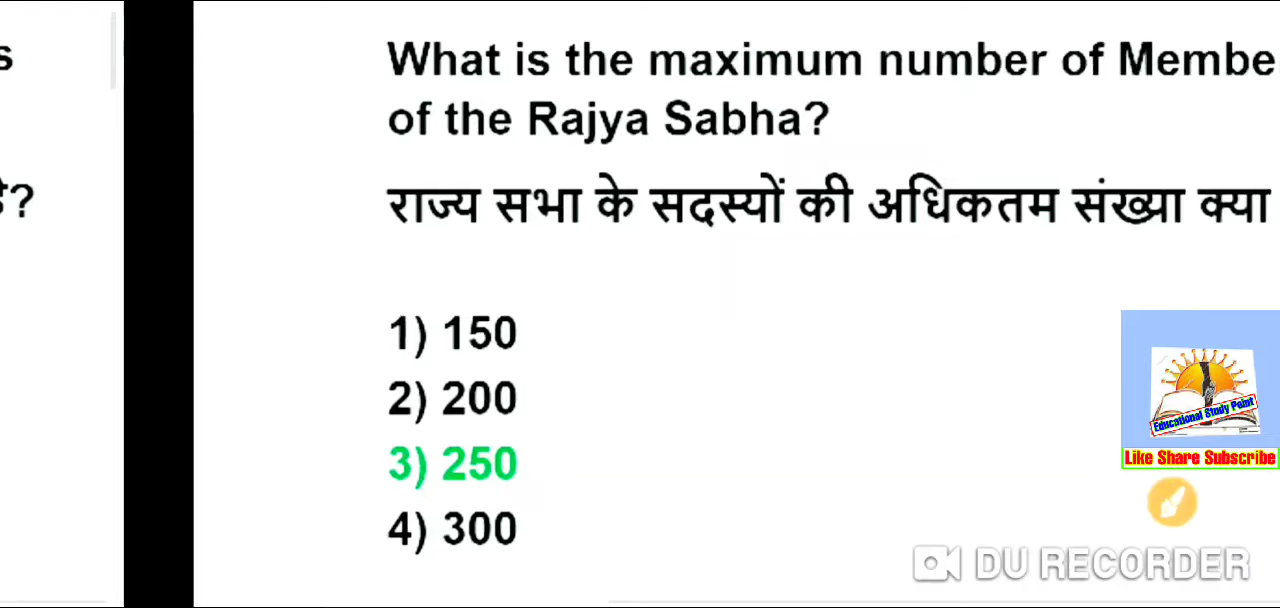 s
What is the maximum number of Membe
of the Rajya Sabha?
है?
राज्य सभा के सदस्यों की अधिकतम संख्या क्या
1) 150
2) 200
3) 250
4) 300
Educational Study Point
Like Share Subscribe
DU RECORDER